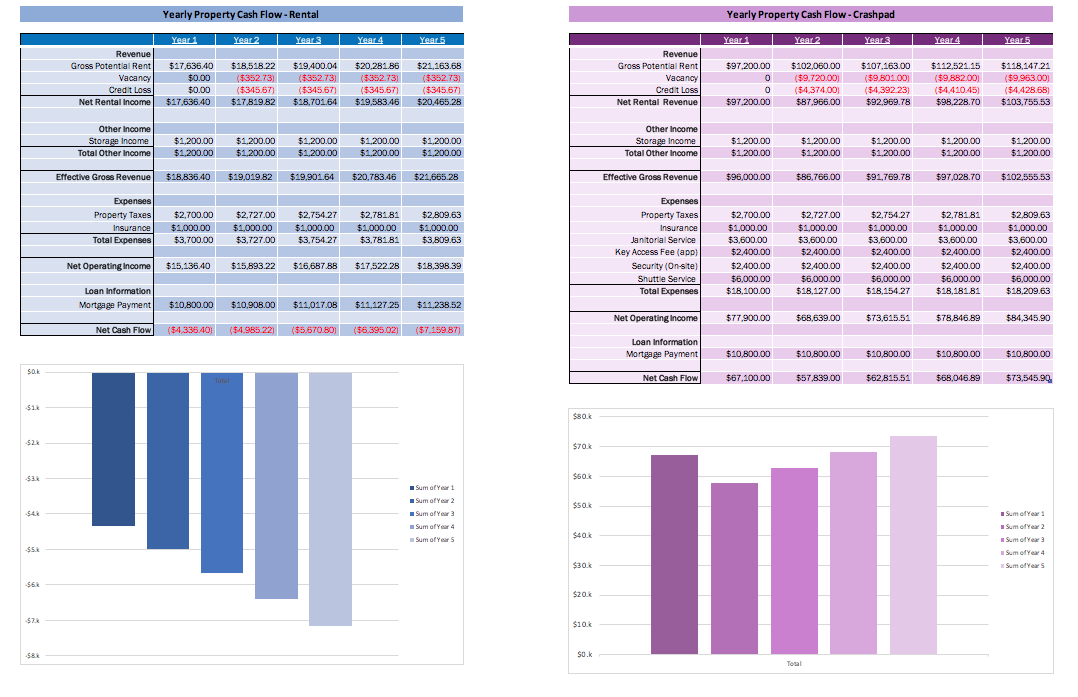 Yearly Property Cash Flow - Rental
Year 1 Year 2 Year 3 Year 4 Year 5
Revenue
Gross Potential Rent $17,636.40 $18,518.22 $19,400.04 $20,281.86 $21,163.68
Vacancy $0.00 ($352.73) ($352.73) ($352.73) ($352.73)
Credit Loss $0.00 ($345.67) ($345.67) ($345.67) ($345.67)
Net Rental Income $17,636.40 $17,819.82 $18,701.64 $19,583.46 $20,465.28
Other Income
Storage Income $1,200.00 $1,200.00 $1,200.00 $1,200.00 $1,200.00
Total Other Income $1,200.00 $1,200.00 $1,200.00 $1,200.00 $1,200.00
Effective Gross Revenue $18,836.40 $19,019.82 $19,901.64 $20,783.46 $21,665.28
Expenses
Property Taxes $2,700.00 $2,727.00 $2,754.27 $2,781.81 $2,809.63
Insurance $1,000.00 $1,000.00 $1,000.00 $1,000.00 $1,000.00
Total Expenses $3,700.00 $3,727.00 $3,754.27 $3,781.81 $3,809.63
Net Operating Income $15,136.40 $15,893.22 $16,687.88 $17,522.28 $18,398.39
Loan Information
Mortgage Payment $10,800.00 $10,908.00 $11,017.08 $11,127.25 $11,238.52
Net Cash Flow ($4,336.40) ($4,985.22) ($5,670.80) ($6,395.02) ($7,159.87)
$0.k
-$1.k
-$2.k
-$3.k
-$4.k
-$5.k
-$6.k
-$7.k
-$8.k
Total
Sum of Year 1
Sum of Year 2
Sum of Year 3
Sum of Year 4
Sum of Year 5
Yearly Property Cash Flow - Crashpad
Year 1 Year 2 Year 3 Year 4 Year 5
Revenue
Gross Potential Rent $97,200.00 $102,060.00 $107,163.00 $112,521.15 $118,147.21
Vacancy 0 ($9,720.00) ($9,801.00) ($9,882.00) ($9,963.00)
Credit Loss 0 ($4,374.00) ($4,392.23) ($4,410.45) ($4,428.68)
Net Rental Revenue $97,200.00 $87,966.00 $92,969.78 $98,228.70 $103,755.53
Other Income
Storage Income $1,200.00 $1,200.00 $1,200.00 $1,200.00 $1,200.00
Total Other Income $1,200.00 $1,200.00 $1,200.00 $1,200.00 $1,200.00
Effective Gross Revenue $96,000.00 $86,766.00 $91,769.78 $97,028.70 $102,555.53
Expenses
Property Taxes $2,700.00 $2,727.00 $2,754.27 $2,781.81 $2,809.63
Insurance $1,000.00 $1,000.00 $1,000.00 $1,000.00 $1,000.00
Janitorial Service $3,600.00 $3,600.00 $3,600.00 $3,600.00 $3,600.00
Key Access Fee (app) $2,400.00 $2,400.00 $2,400.00 $2,400.00 $2,400.00
Security (On-site) $2,400.00 $2,400.00 $2,400.00 $2,400.00 $2,400.00
Shuttle Service $6,000.00 $6,000.00 $6,000.00 $6,000.00 $6,000.00
Total Expenses $18,100.00 $18,127.00 $18,154.27 $18,181.81 $18,209.63
Net Operating Income $77,900.00 $68,639.00 $73,615.51 $78,846.89 $84,345.90
Loan Information
Mortgage Payment $10,800.00 $10,800.00 $10,800.00 $10,800.00 $10,800.00
Net Cash Flow $67,100.00 $57,839.00 $62,815.51 $68,046.89 $73,545.90
$80.k
$70.k
$60.k
$50.k
$40.k
$30.k
$20.k
$10.k
$0.k
Total
Sum of Year 1
Sum of Year 2
Sum of Year 3
Sum of Year 4
Sum of Year 5